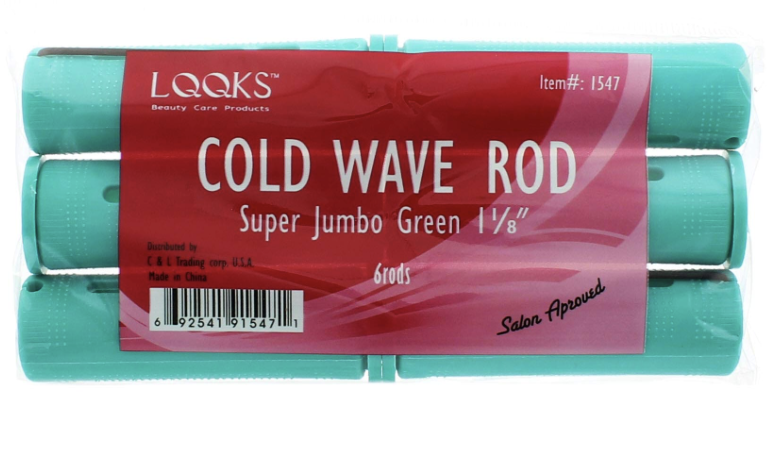 LQQKS™
Beauty Care Products
Item#: 1547
COLD WAVE ROD
Super Jumbo Green 1⅛"
6rods
Distributed by
C & L Trading corp. U.S.A.
Made in China
6 92541 91547 1
Salon Aproved